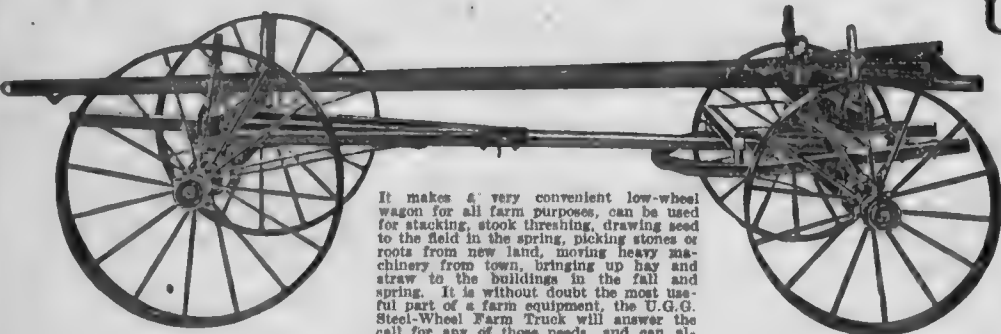 It makes a very convenient low-wheel
wagon for all farm purposes, can be used
for stacking, stook threshing, drawing seed
to the field in the spring, picking stones or
roots from new land, moving heavy ma-
chinery from town, bringing up hay and
straw to the buildings in the fall and
spring. It is without doubt the most use-
ful part of a farm equipment, the U.G.G.
Steel-Wheel Farm Truck will answer the
call for any of those needs, and can al-